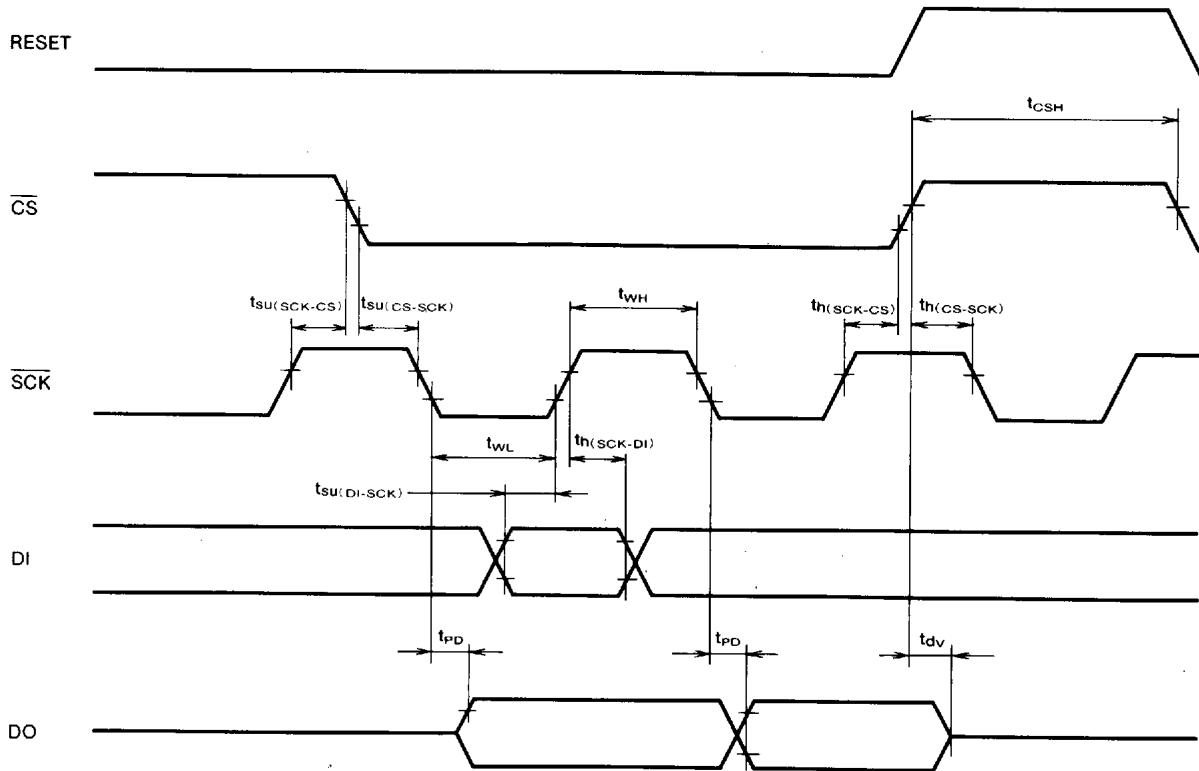 RESET
tCSH
CS
tsu(SCK-CS)
tsu(CS-SCK)
tWH
th(SCK-CS)
th(CS-SCK)
SCK
tWL
th(SCK-DI)
tsu(DI-SCK)
DI
tPD
tPD
tdv
DO